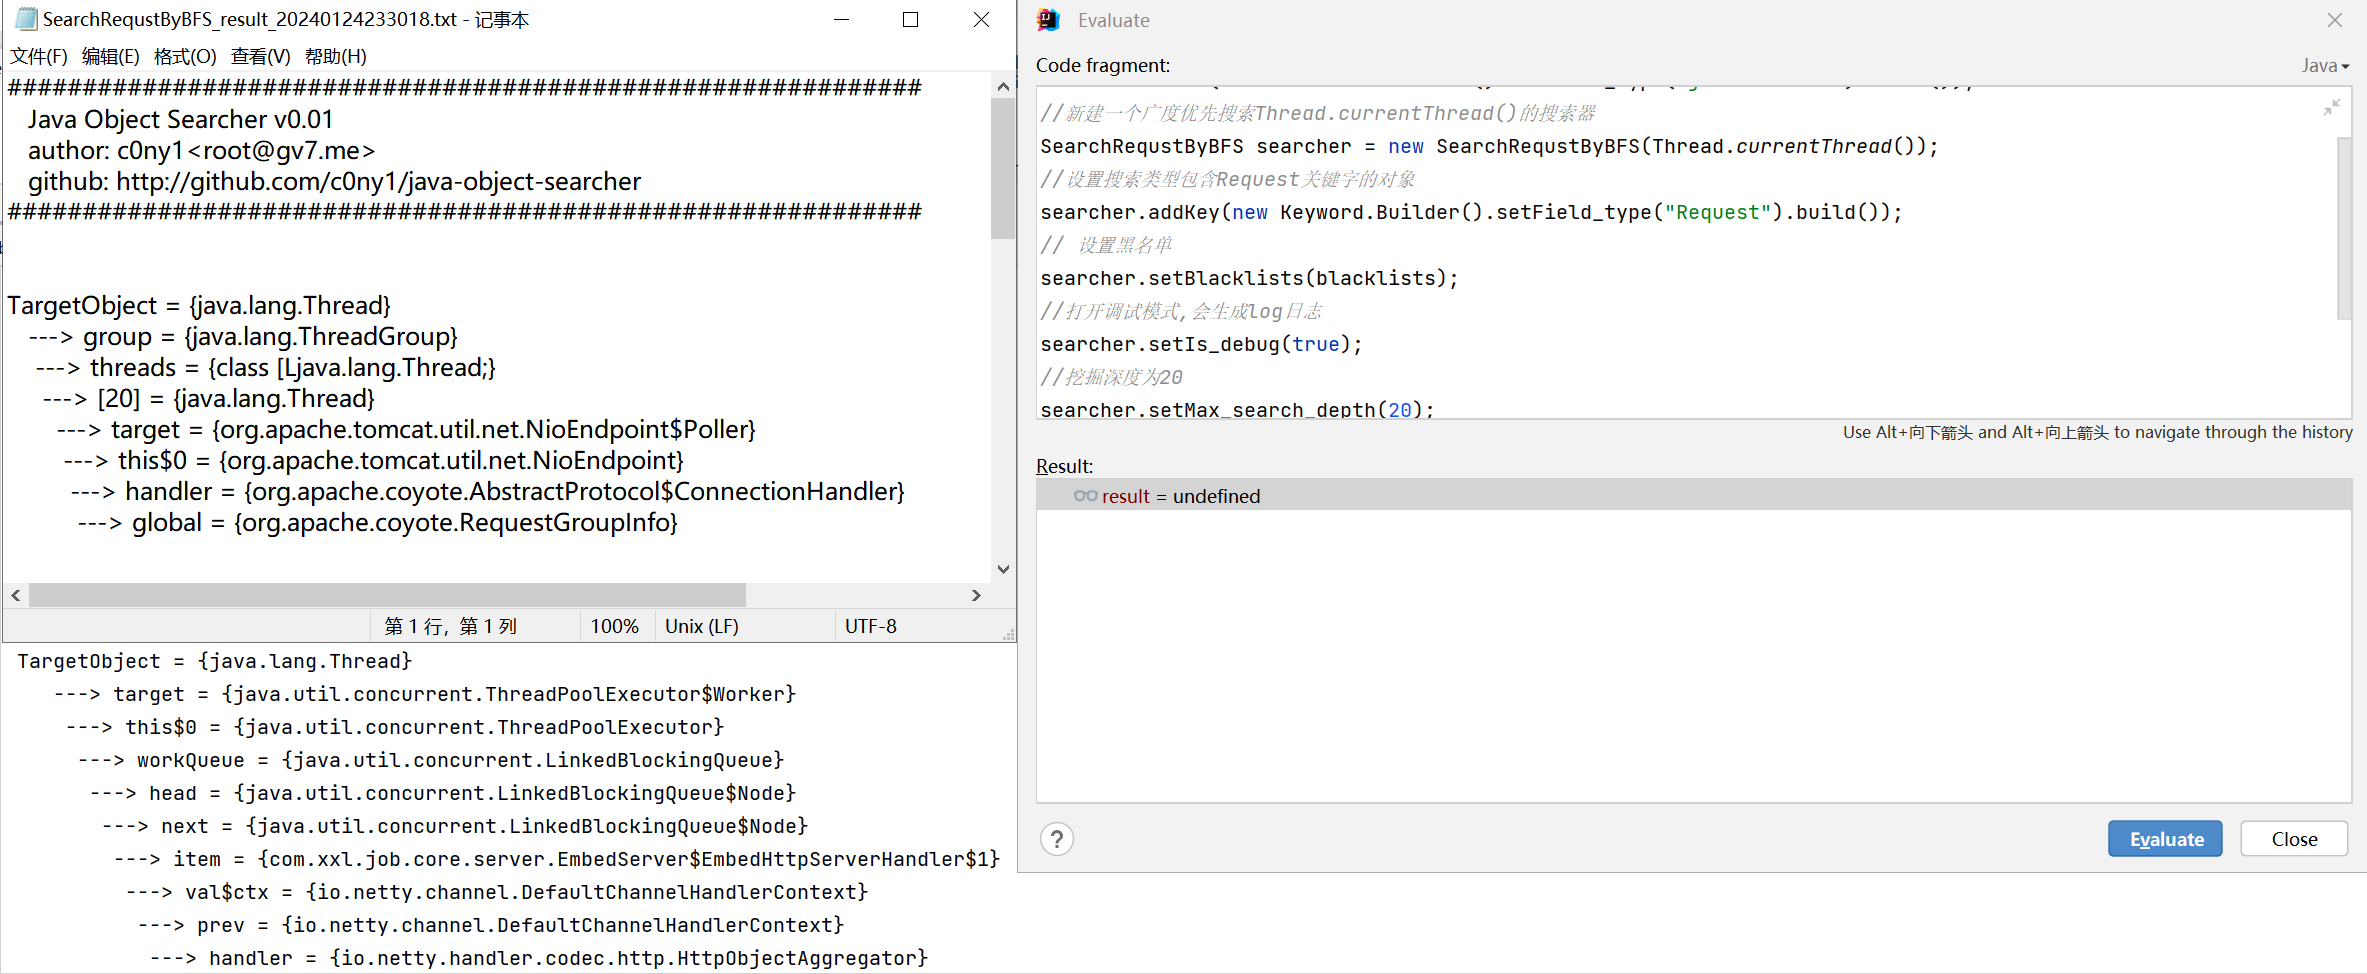 SearchRequstByBFS_result_20240124233018.txt - 记事本
文件(F) 编辑(E) 格式(O) 查看(V) 帮助(H)
#############################################################
Java Object Searcher v0.01
author: c0ny1<root@gv7.me>
github: http://github.com/c0ny1/java-object-searcher
#############################################################
TargetObject = {java.lang.Thread}
---> group = {java.lang.ThreadGroup}
---> threads = {class [Ljava.lang.Thread;}
---> [20] = {java.lang.Thread}
---> target = {org.apache.tomcat.util.net.NioEndpoint$Poller}
---> this$0 = {org.apache.tomcat.util.net.NioEndpoint}
---> handler = {org.apache.coyote.AbstractProtocol$ConnectionHandler}
---> global = {org.apache.coyote.RequestGroupInfo}
第 1 行，第 1 列 100% Unix (LF) UTF-8
TargetObject = {java.lang.Thread}
---> target = {java.util.concurrent.ThreadPoolExecutor$Worker}
---> this$0 = {java.util.concurrent.ThreadPoolExecutor}
---> workQueue = {java.util.concurrent.LinkedBlockingQueue}
---> head = {java.util.concurrent.LinkedBlockingQueue$Node}
---> next = {java.util.concurrent.LinkedBlockingQueue$Node}
---> item = {com.xxl.job.core.server.EmbedServer$EmbedHttpServerHandler$1}
---> val$ctx = {io.netty.channel.DefaultChannelHandlerContext}
---> prev = {io.netty.channel.DefaultChannelHandlerContext}
---> handler = {io.netty.handler.codec.http.HttpObjectAggregator}
Evaluate
Code fragment:
Java
//新建一个广度优先搜索Thread.currentThread()的搜索器
SearchRequstByBFS searcher = new SearchRequstByBFS(Thread.currentThread());
//设置搜索类型包含Request关键字的对象
searcher.addKey(new Keyword.Builder().setField_type("Request").build());
// 设置黑名单
searcher.setBlacklists(blacklists);
//打开调试模式,会生成log日志
searcher.setIs_debug(true);
//挖掘深度为20
searcher.setMax_search_depth(20);
Use Alt+向下箭头 and Alt+向上箭头 to navigate through the history
Result:
result = undefined
?
Evaluate
Close